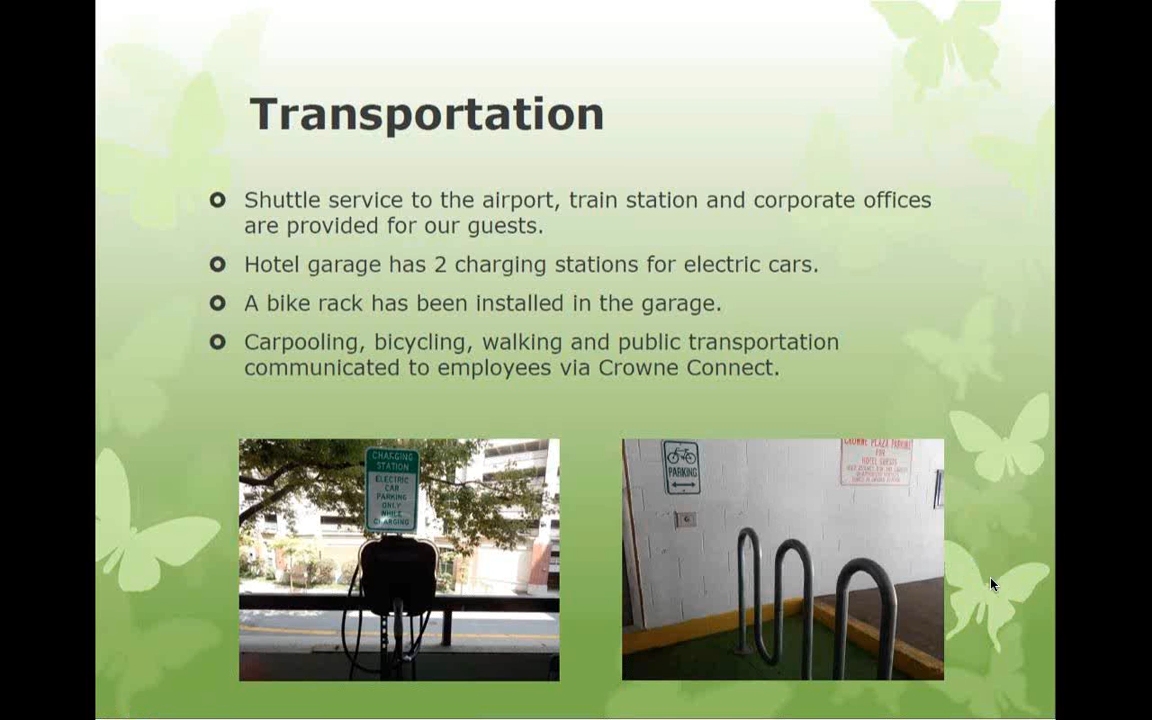 Transportation
Shuttle service to the airport, train station and corporate offices
are provided for our guests.
Hotel garage has 2 charging stations for electric cars.
A bike rack has been installed in the garage.
Carpooling, bicycling, walking and public transportation
communicated to employees via Crowne Connect.
CHARGING
STATION
ELECTRIC
CAR
PARKING
ONLY
WHILE
CHARGING
PARKING
CROWNE PLAZA PARKING
FOR
HOTEL GUESTS